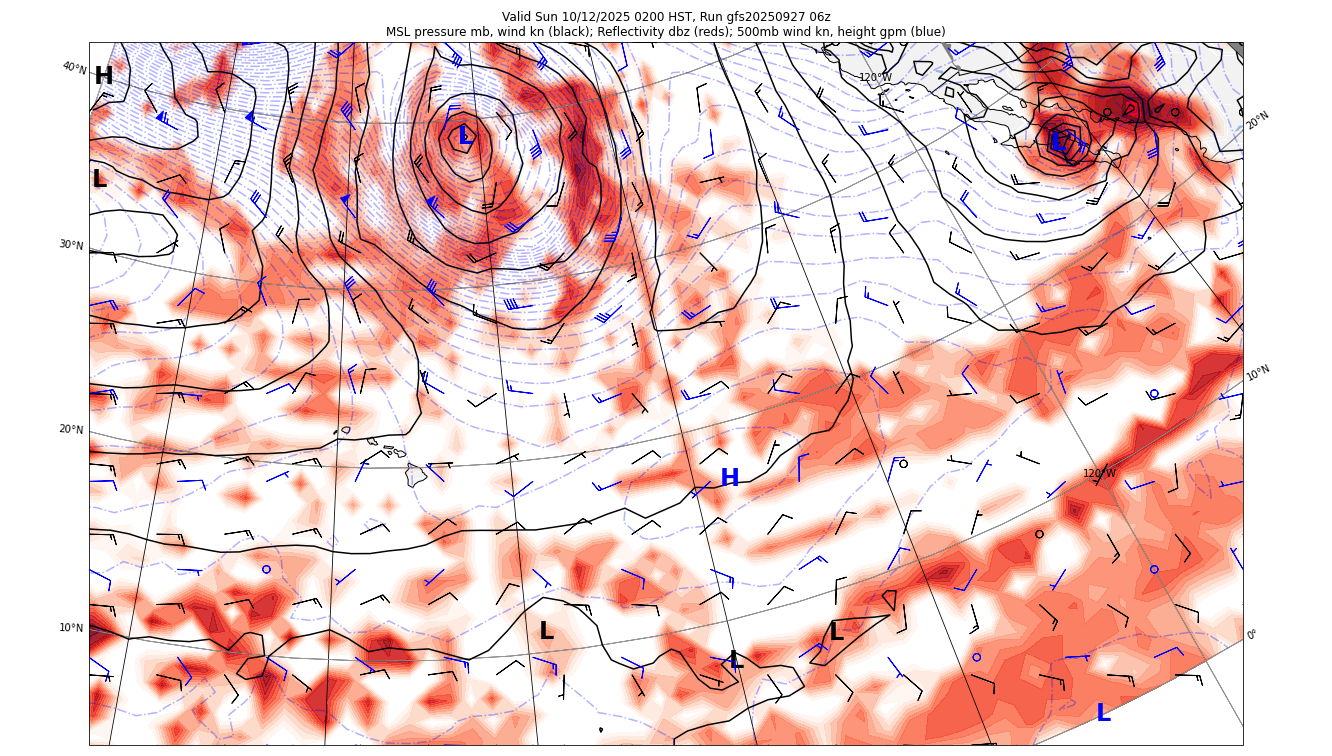 Valid Sun 10/12/2025 0200 HST, Run gfs20250927 06z
MSL pressure mb, wind kn (black); Reflectivity dbz (reds); 500mb wind kn, height gpm (blue)
40°N
H
L
120°W
L
20°N
L
30°N
10°N
20°N
H
120°W
10°N
L
L
L
0°
L